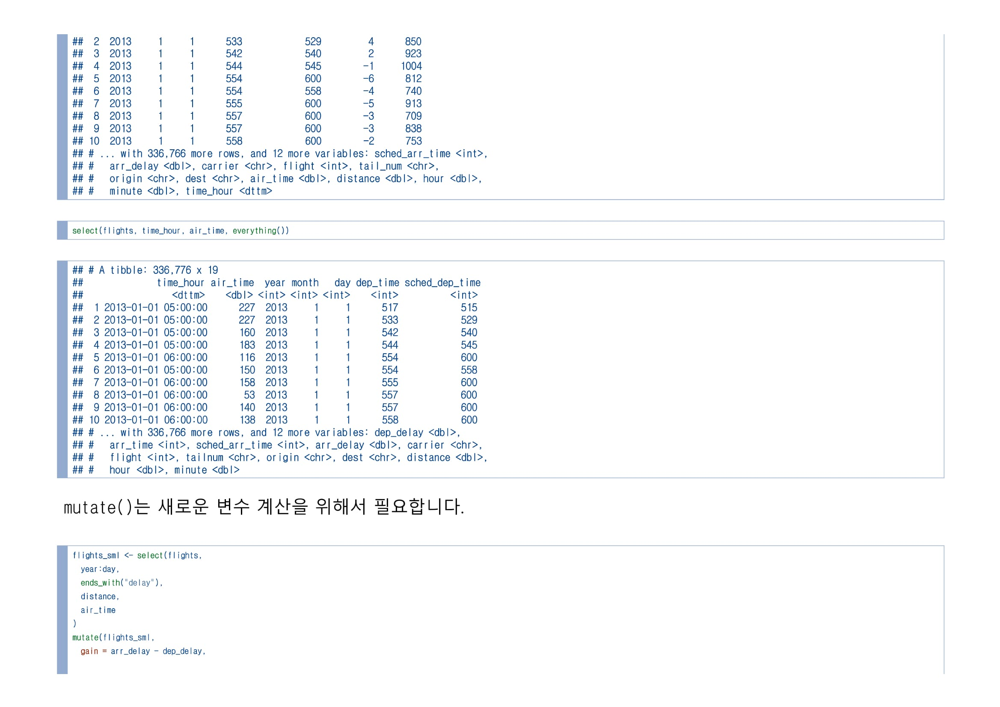 ##  2  2013     1     1      533            529         4      850
##  3  2013     1     1      542            540         2      923
##  4  2013     1     1      544            545        -1     1004
##  5  2013     1     1      554            600        -6      812
##  6  2013     1     1      554            558        -4      740
##  7  2013     1     1      555            600        -5      913
##  8  2013     1     1      557            600        -3      709
##  9  2013     1     1      557            600        -3      838
## 10  2013     1     1      558            600        -2      753
## # ... with 336,766 more rows, and 12 more variables: sched_arr_time <int>,
## #   arr_delay <dbl>, carrier <chr>, flight <int>, tail_num <chr>,
## #   origin <chr>, dest <chr>, air_time <dbl>, distance <dbl>, hour <dbl>,
## #   minute <dbl>, time_hour <dttm>
select(flights, time_hour, air_time, everything())
## # A tibble: 336,776 x 19
##              time_hour air_time  year month   day dep_time sched_dep_time
##                 <dttm>    <dbl> <int> <int> <int>    <int>          <int>
##  1 2013-01-01 05:00:00      227  2013     1     1      517            515
##  2 2013-01-01 05:00:00      227  2013     1     1      533            529
##  3 2013-01-01 05:00:00      160  2013     1     1      542            540
##  4 2013-01-01 05:00:00      183  2013     1     1      544            545
##  5 2013-01-01 06:00:00      116  2013     1     1      554            600
##  6 2013-01-01 05:00:00      150  2013     1     1      554            558
##  7 2013-01-01 06:00:00      158  2013     1     1      555            600
##  8 2013-01-01 06:00:00       53  2013     1     1      557            600
##  9 2013-01-01 06:00:00      140  2013     1     1      557            600
## 10 2013-01-01 06:00:00      138  2013     1     1      558            600
## # ... with 336,766 more rows, and 12 more variables: dep_delay <dbl>,
## #   arr_time <int>, sched_arr_time <int>, arr_delay <dbl>, carrier <chr>,
## #   flight <int>, tailnum <chr>, origin <chr>, dest <chr>, distance <dbl>,
## #   hour <dbl>, minute <dbl>
mutate()는 새로운 변수 계산을 위해서 필요합니다.
flights_sml <- select(flights,
  year:day,
  ends_with("delay"),
  distance,
  air_time
)
mutate(flights_sml,
  gain = arr_delay - dep_delay,